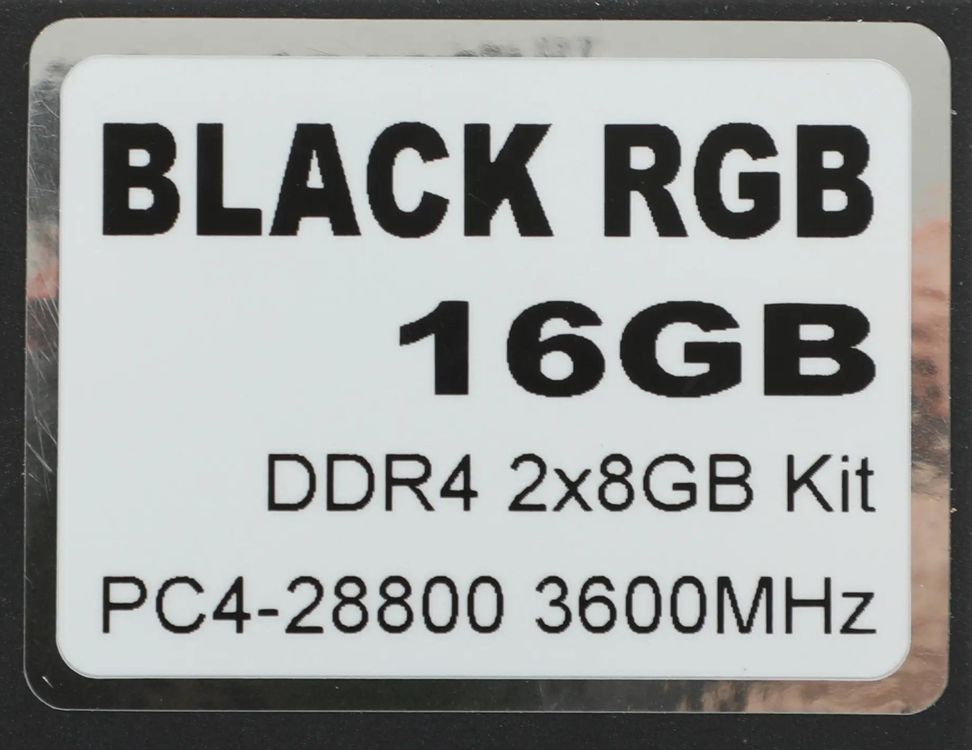 BLACK RGB
16GB
DDR4 2x8GB Kit
PC4-28800 3600MHz